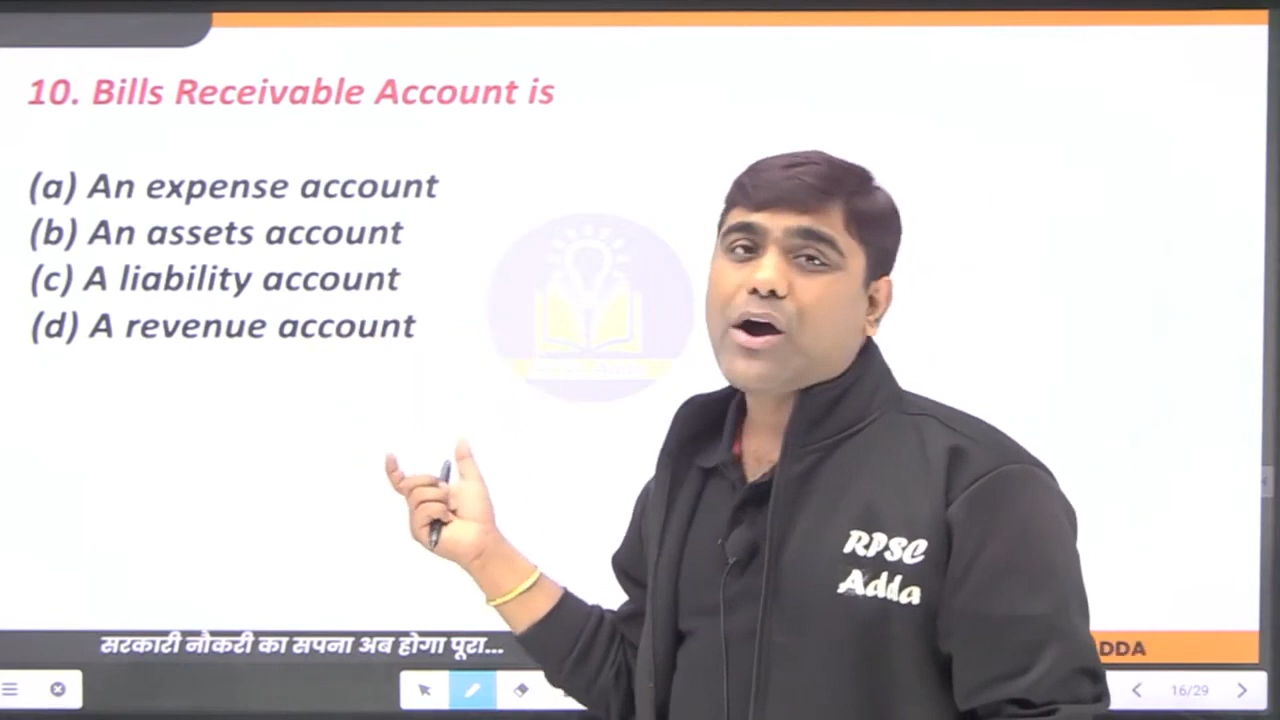 10. Bills Receivable Account is
(a) An expense account
(b) An assets account
(c) A liability account
(d) A revenue account
RPSC
Adda
सरकारी नौकरी का सपना अब होगा पूरा...
DDA
16/29